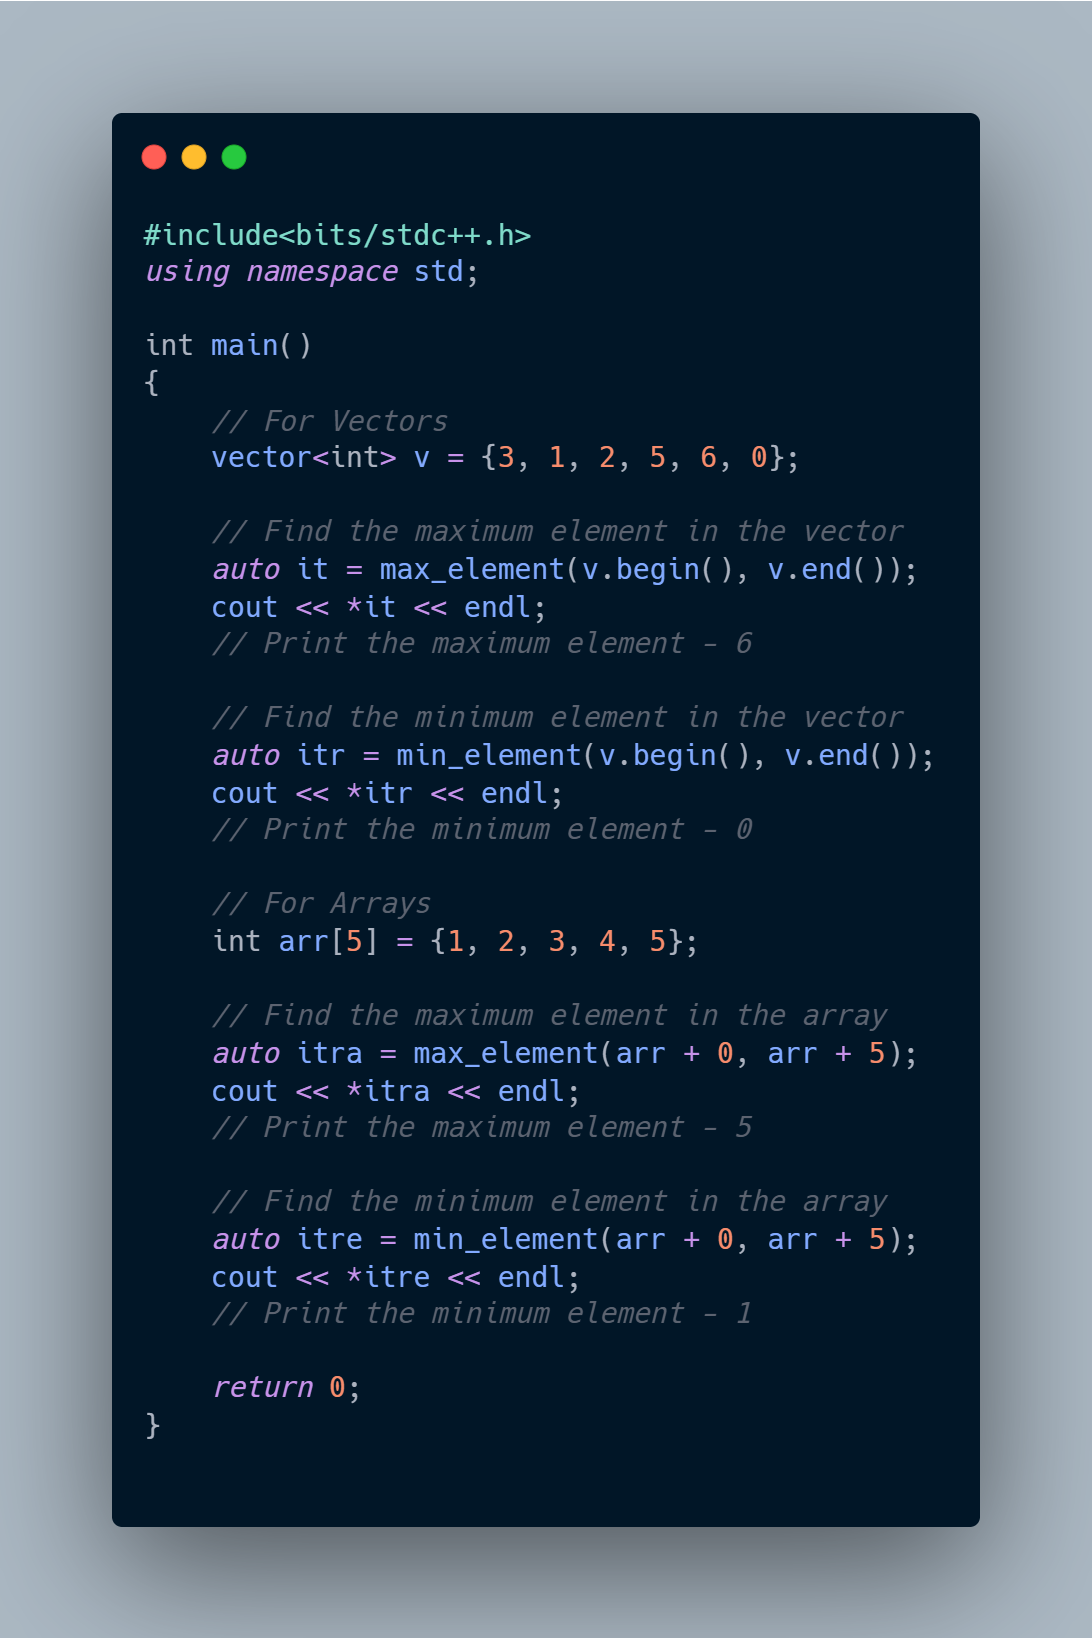 #include<bits/stdc++.h>
using namespace std;

int main()
{
    // For Vectors
    vector<int> v = {3, 1, 2, 5, 6, 0};

    // Find the maximum element in the vector
    auto it = max_element(v.begin(), v.end());
    cout << *it << endl;
    // Print the maximum element - 6

    // Find the minimum element in the vector
    auto itr = min_element(v.begin(), v.end());
    cout << *itr << endl;
    // Print the minimum element - 0

    // For Arrays
    int arr[5] = {1, 2, 3, 4, 5};

    // Find the maximum element in the array
    auto itra = max_element(arr + 0, arr + 5);
    cout << *itra << endl;
    // Print the maximum element - 5

    // Find the minimum element in the array
    auto itre = min_element(arr + 0, arr + 5);
    cout << *itre << endl;
    // Print the minimum element - 1

    return 0;
}